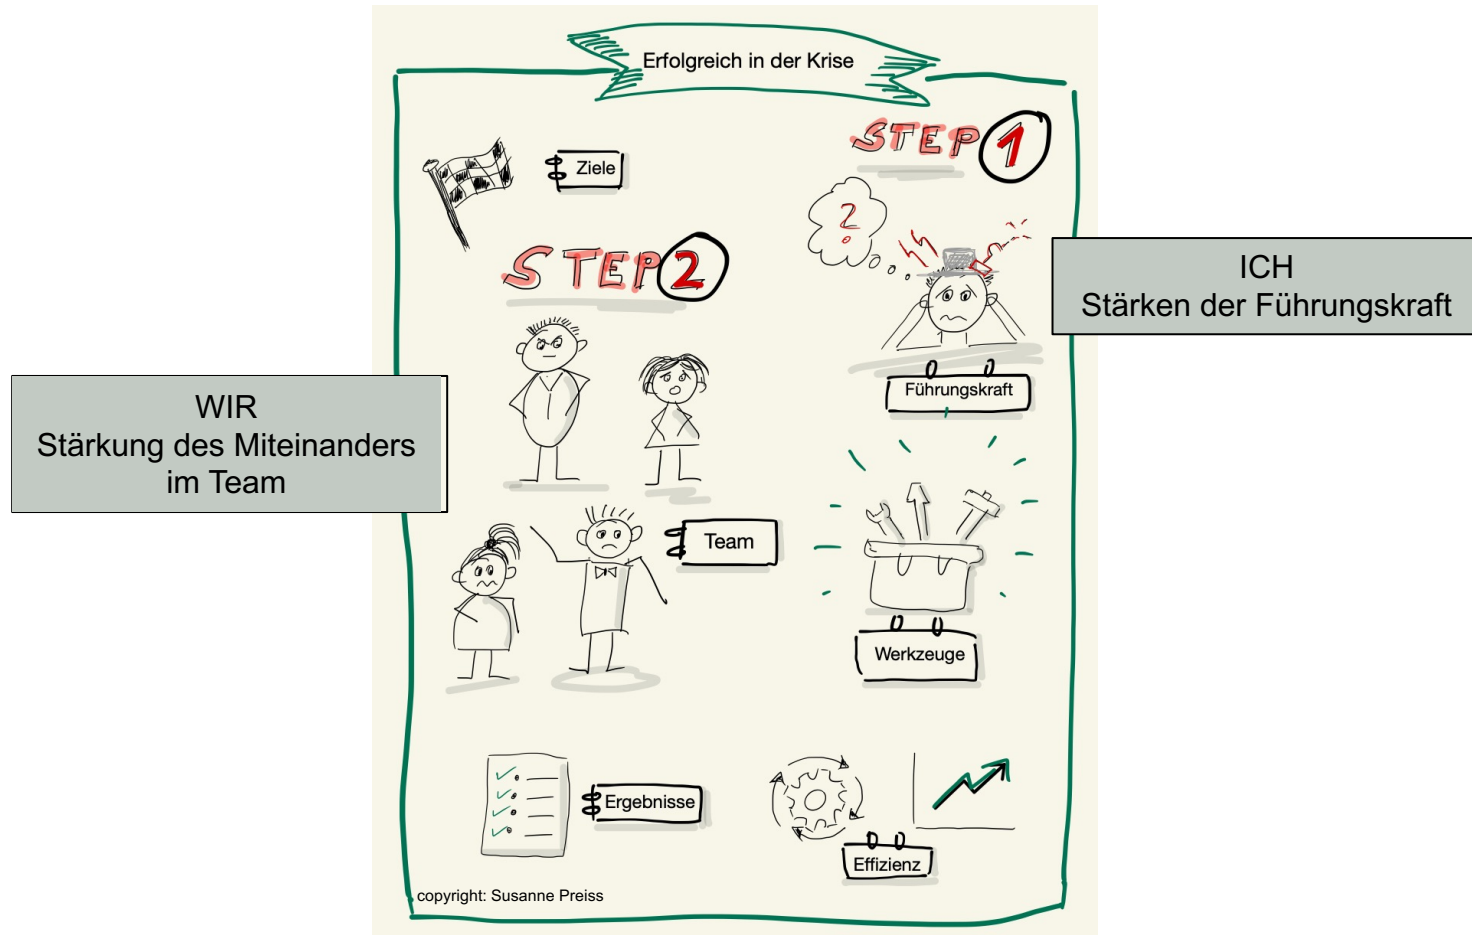 Erfolgreich in der Krise
STEP 1
Ziele
?
STEP 2
ICH
Stärken der Führungskraft
Führungskraft
WIR
Stärkung des Miteinanders
im Team
Team
Werkzeuge
Ergebnisse
Effizienz
copyright: Susanne Preiss